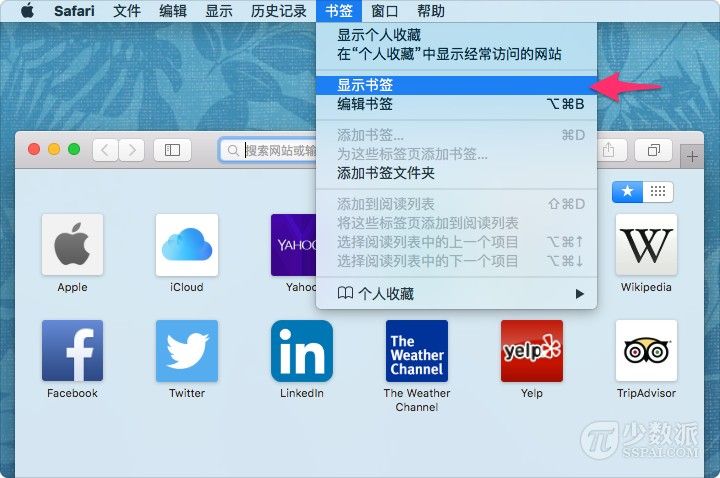 Safari 文件 编辑 显示 历史记录 书签 窗口 帮助
显示个人收藏
在“个人收藏”中显示经常访问的网站
显示书签
编辑书签 ⌥⌘B
添加书签... ⌘D
为这些标签页添加书签...
添加书签文件夹
添加到阅读列表 ⇧⌘D
将这些标签页添加到阅读列表
选择阅读列表中的上一个项目 ⌥⌘↑
选择阅读列表中的下一个项目 ⌥⌘↓
个人收藏
搜索网站或输
YAHOO
W
Apple
iCloud
Yahoo
Wikipedia
f
in
The
Weather
Channel
yelp
Facebook
Twitter
LinkedIn
The Weather
Channel
Yelp
TripAdvisor
π 少数派
SSPAI.COM